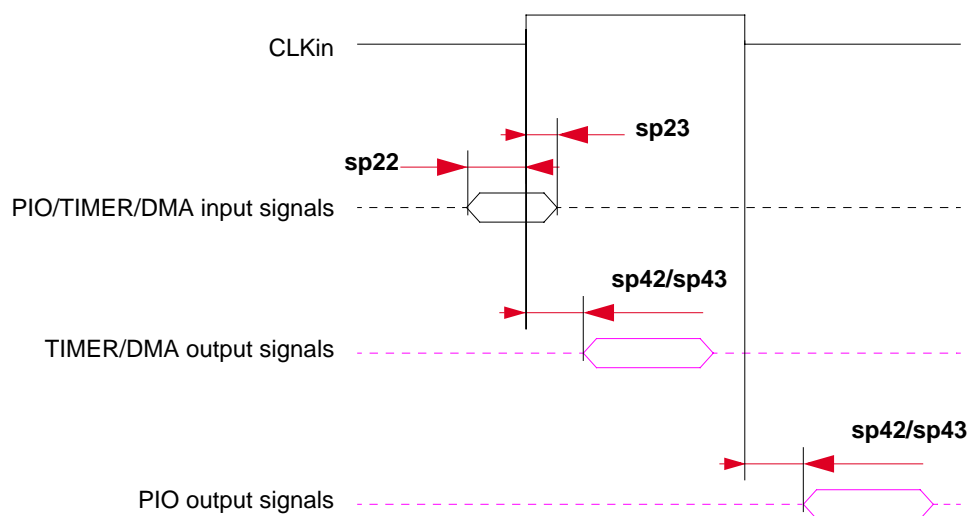 CLKin
sp23
sp22
PIO/TIMER/DMA input signals
sp42/sp43
TIMER/DMA output signals
sp42/sp43
PIO output signals